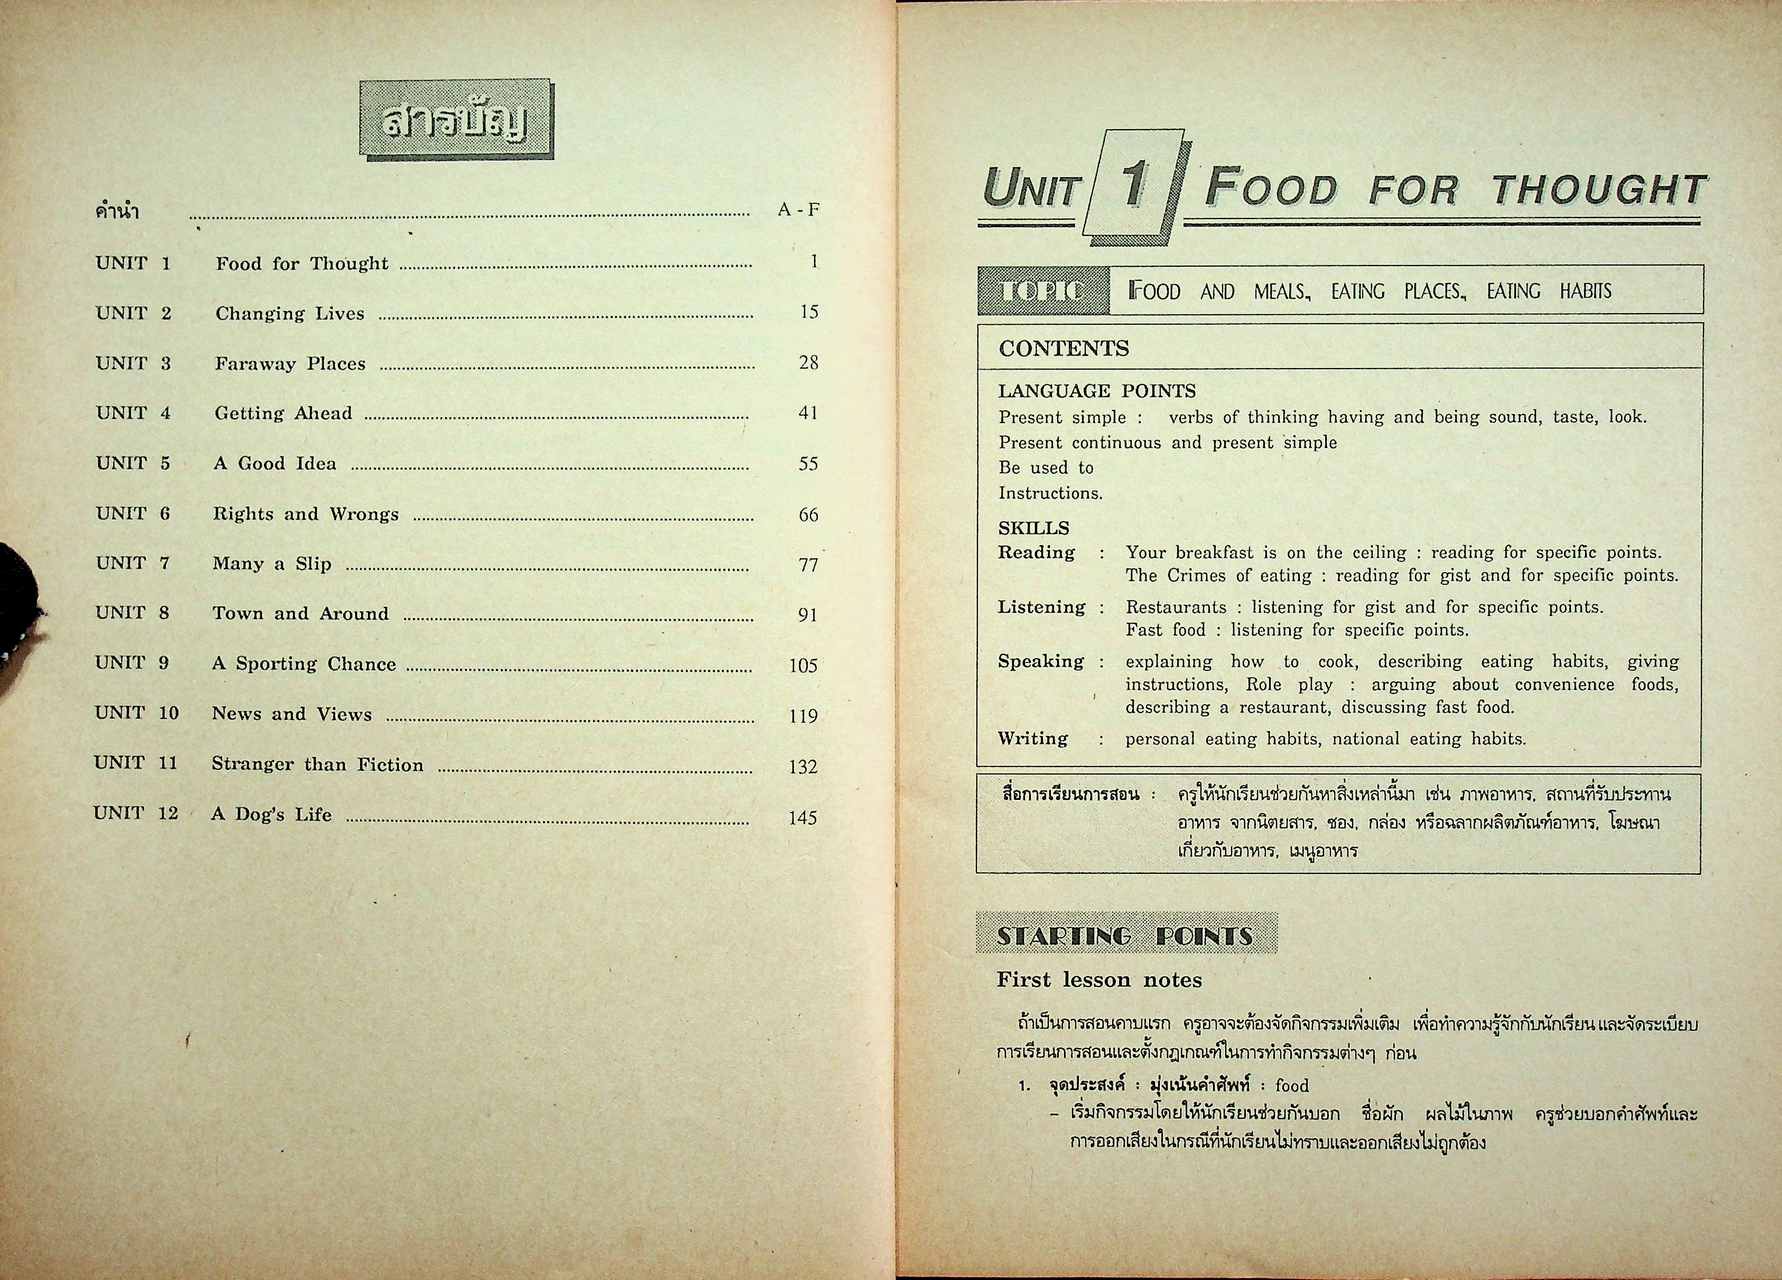 สารบัญ
คำนำ ........ A - F
UNIT 1 Food for Thought ........ 1
UNIT 2 Changing Lives ........ 15
UNIT 3 Faraway Places ........ 28
UNIT 4 Getting Ahead ........ 41
UNIT 5 A Good Idea ........ 55
UNIT 6 Rights and Wrongs ........ 66
UNIT 7 Many a Slip ........ 77
UNIT 8 Town and Around ........ 91
UNIT 9 A Sporting Chance ........ 105
UNIT 10 News and Views ........ 119
UNIT 11 Stranger than Fiction ........ 132
UNIT 12 A Dog's Life ........ 145
UNIT 1 FOOD FOR THOUGHT
TOPIC FOOD AND MEALS, EATING PLACES, EATING HABITS
CONTENTS
LANGUAGE POINTS
Present simple : verbs of thinking having and being sound, taste, look.
Present continuous and present simple
Be used to
Instructions.
SKILLS
Reading : Your breakfast is on the ceiling : reading for specific points.
The Crimes of eating : reading for gist and for specific points.
Listening : Restaurants : listening for gist and for specific points.
Fast food : listening for specific points.
Speaking : explaining how to cook, describing eating habits, giving
instructions, Role play : arguing about convenience foods,
describing a restaurant, discussing fast food.
Writing : personal eating habits, national eating habits.
สื่อการเรียนการสอน : ครูให้นักเรียนช่วยกันหาสิ่งเหล่านี้มา เช่น ภาพอาหาร, สถานที่รับประทาน
อาหาร จากนิตยสาร, ซอง, กล่อง หรือฉลากผลิตภัณฑ์อาหาร, โฆษณา
เกี่ยวกับอาหาร, เมนูอาหาร
STARTING POINTS
First lesson notes
ถ้าเป็นการสอนคาบแรก ครูอาจจะต้องจัดกิจกรรมเพิ่มเติม เพื่อทำความรู้จักกับนักเรียนและจัดระเบียบ
การเรียนการสอนและตั้งกฎเกณฑ์ในการทำกิจกรรมต่างๆ ก่อน
1. จุดประสงค์ : มุ่งเน้นคำศัพท์ : food
– เริ่มกิจกรรมโดยให้นักเรียนช่วยกันบอก ชื่อผัก ผลไม้ในภาพ ครูช่วยบอกคำศัพท์และ
การออกเสียงในกรณีที่นักเรียนไม่ทราบและออกเสียงไม่ถูกต้อง